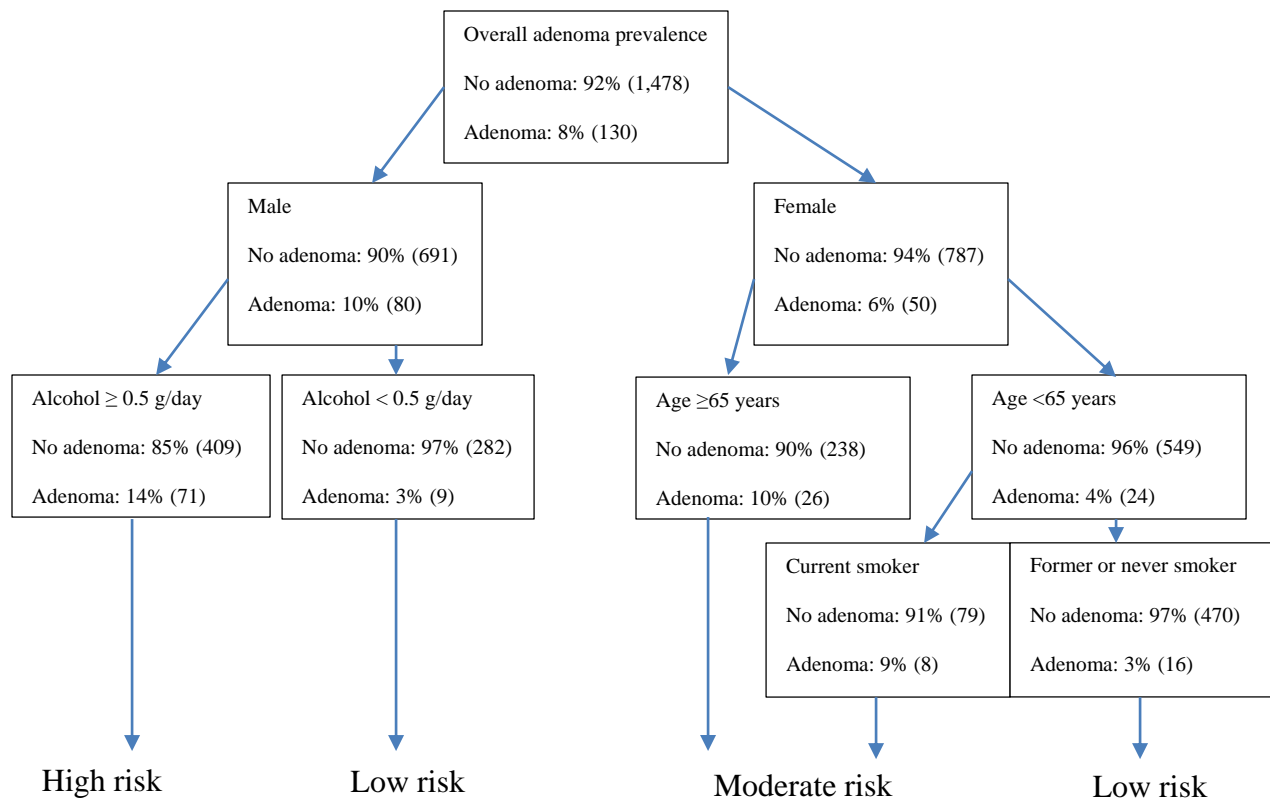 Overall adenoma prevalence
No adenoma: 92% (1,478)
Adenoma: 8% (130)
Male
No adenoma: 90% (691)
Adenoma: 10% (80)
Female
No adenoma: 94% (787)
Adenoma: 6% (50)
Alcohol ≥ 0.5 g/day
No adenoma: 85% (409)
Adenoma: 14% (71)
Alcohol < 0.5 g/day
No adenoma: 97% (282)
Adenoma: 3% (9)
Age ≥65 years
No adenoma: 90% (238)
Adenoma: 10% (26)
Age <65 years
No adenoma: 96% (549)
Adenoma: 4% (24)
Current smoker
No adenoma: 91% (79)
Adenoma: 9% (8)
Former or never smoker
No adenoma: 97% (470)
Adenoma: 3% (16)
High risk
Low risk
Moderate risk
Low risk